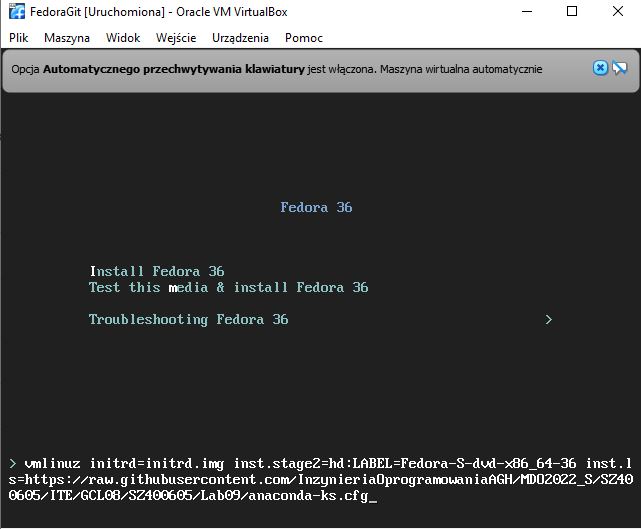 FedoraGit [Uruchomiona] - Oracle VM VirtualBox
Plik Maszyna Widok Wejście Urządzenia Pomoc
Opcja Automatycznego przechwytywania klawiatury jest włączona. Maszyna wirtualna automatycznie
Fedora 36
Install Fedora 36
Test this media & install Fedora 36
Troubleshooting Fedora 36 >
> vmlinuz initrd=initrd.img inst.stage2=hd:LABEL=Fedora-S-dvd-x86_64-36 inst.l
s=https://raw.githubusercontent.com/InzynieriaOprogramowaniaAGH/MDO2022_S/SZ400
605/ITE/GCL08/SZ400605/Lab09/anaconda-ks.cfg_